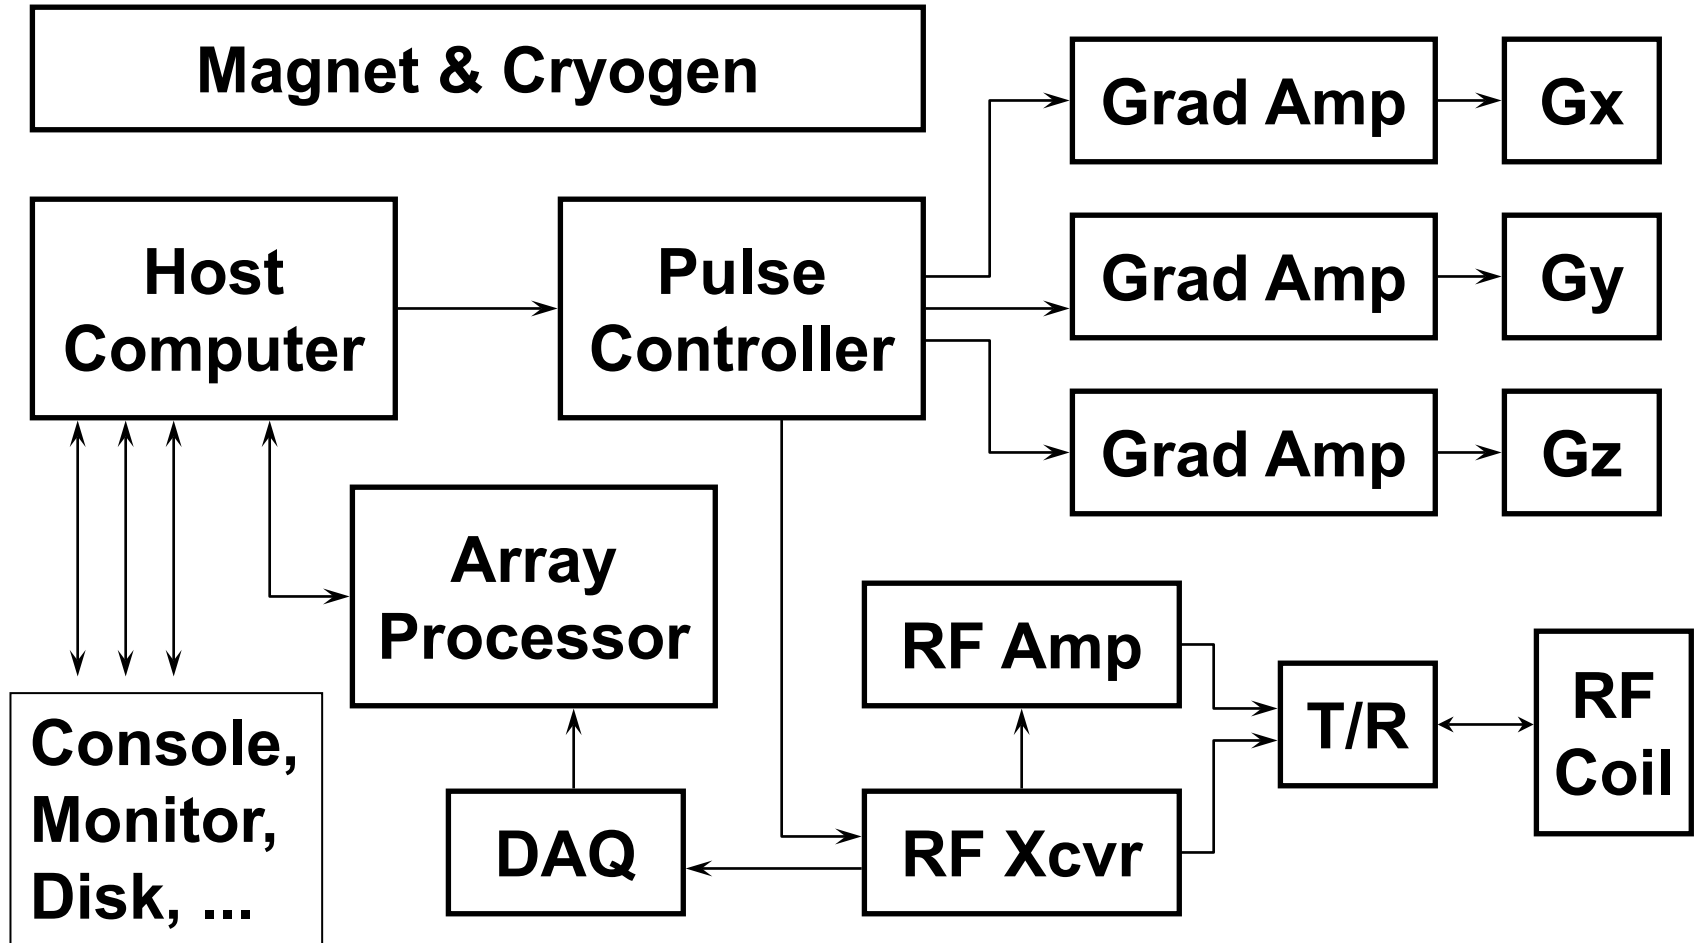 Magnet & Cryogen
Grad Amp
Gx
Host
Computer
Pulse
Controller
Grad Amp
Gy
Grad Amp
Gz
Array
Processor
RF Amp
T/R
RF
Coil
Console,
Monitor,
Disk, ...
DAQ
RF Xcvr